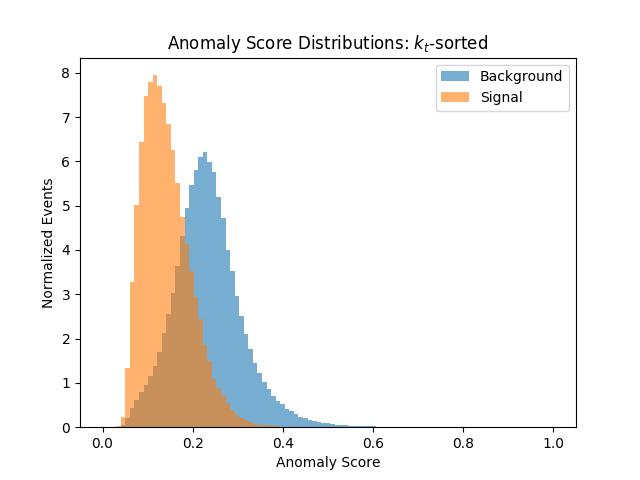 Anomaly Score Distributions: $k_t$-sorted
Background
Signal
Normalized Events
8
7
6
5
4
3
2
1
0
0.0 0.2 0.4 0.6 0.8 1.0
Anomaly Score